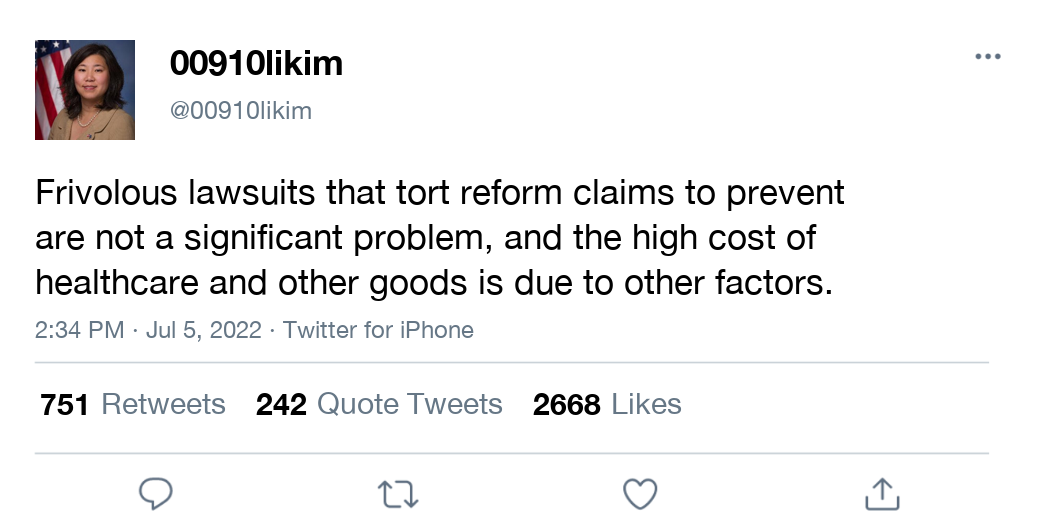 00910likim
@00910likim
Frivolous lawsuits that tort reform claims to prevent
are not a significant problem, and the high cost of
healthcare and other goods is due to other factors.
2:34 PM · Jul 5, 2022 · Twitter for iPhone
751 Retweets 242 Quote Tweets 2668 Likes